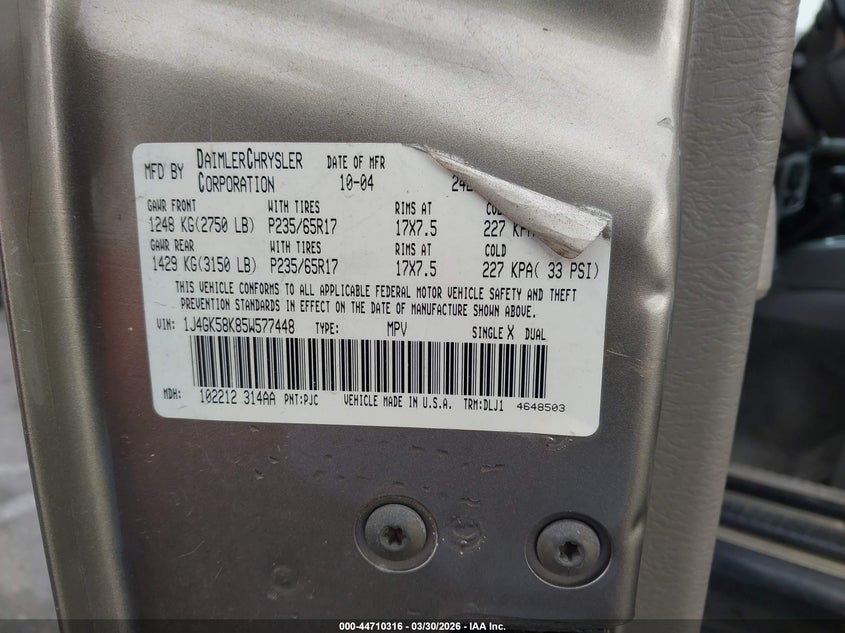 MFD BY DAIMLERCHRYSLER CORPORATION
DATE OF MFR
10-04
GAWR FRONT WITH TIRES RIMS AT
1248 KG(2750 LB) P235/65R17 17X7.5 227
GAWR REAR WITH TIRES RIMS AT COLD
1429 KG(3150 LB) P235/65R17 17X7.5 227 KPA( 33 PSI)
THIS VEHICLE CONFORMS TO ALL APPLICABLE FEDERAL MOTOR VEHICLE SAFETY AND THEFT
PREVENTION STANDARDS IN EFFECT ON THE DATE OF MANUFACTURE SHOWN ABOVE.
VIN: 1J4GK58K85W577448 TYPE: MPV SINGLE X DUAL
MDH: 102212 314AA PNT:PJC VEHICLE MADE IN U.S.A. TRM:DLJ1 4648503
000-44710316 - 03/30/2026 - IAA Inc.